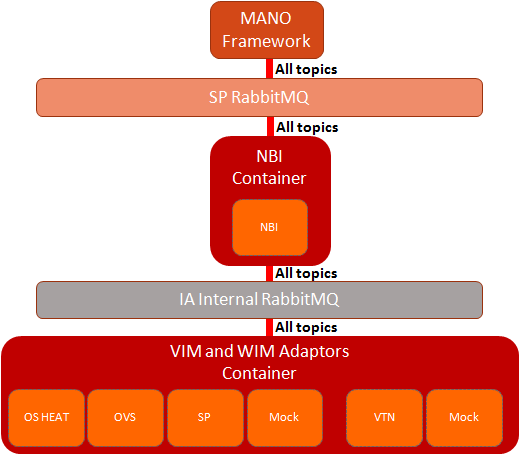 MANO
Framework
All topics
SP RabbitMQ
All topics
NBI
Container
NBI
All topics
IA Internal RabbitMQ
All topics
VIM and WIM Adaptors
Container
OS HEAT
OVS
SP
Mock
VTN
Mock